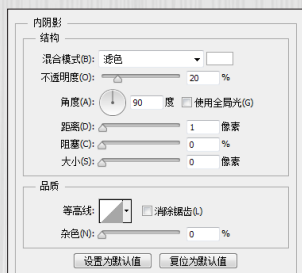 内阴影
结构
混合模式(B): 滤色
不透明度(O): 20 %
角度(A): 90 度 使用全局光(G)
距离(D): 1 像素
阻塞(C): 0 %
大小(S): 0 像素
品质
等高线: 消除锯齿(L)
杂色(N): 0 %
设置为默认值 复位为默认值